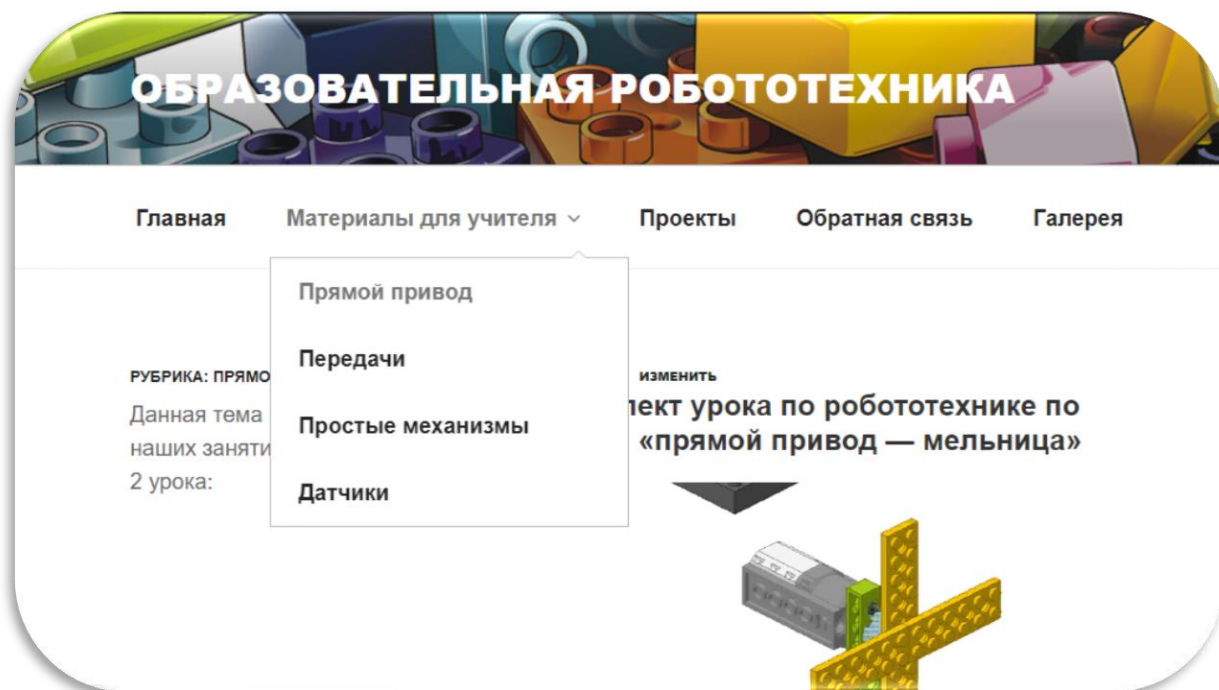 ОБРАЗОВАТЕЛЬНАЯ РОБОТОТЕХНИКА
Главная Материалы для учителя Проекты Обратная связь Галерея
Прямой привод
Передачи
Простые механизмы
Датчики
РУБРИКА: ПРЯМО
Данная тема
наших заняти
2 урока:
ИЗМЕНИТЬ
пект урока по робототехнике по
«прямой привод — мельница»